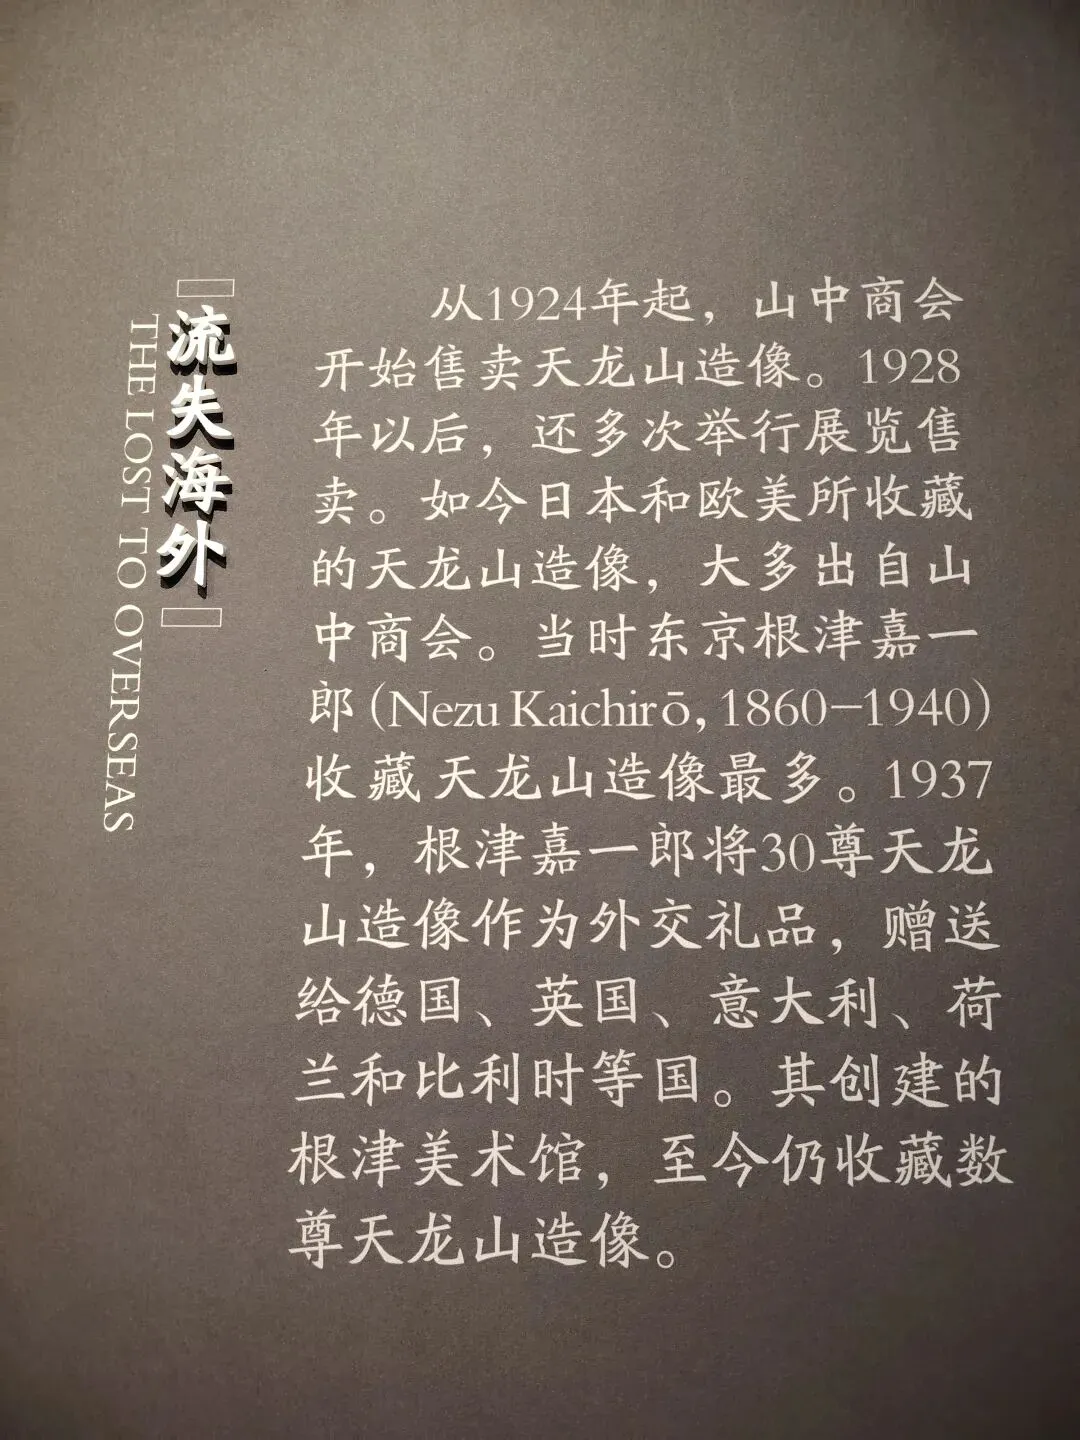 流失海外
THE LOST TO OVERSEAS
从1924年起，山中商会
开始售卖天龙山造像。1928
年以后，还多次举行展览售
卖。如今日本和欧美所收藏
的天龙山造像，大多出自山
中商会。当时东京根津嘉一
郎（Nezu Kaichirō, 1860–1940）
收藏天龙山造像最多。1937
年，根津嘉一郎将30尊天龙
山造像作为外交礼品，赠送
给德国、英国、意大利、荷
兰和比利时等国。其创建的
根津美术馆，至今仍收藏数
尊天龙山造像。